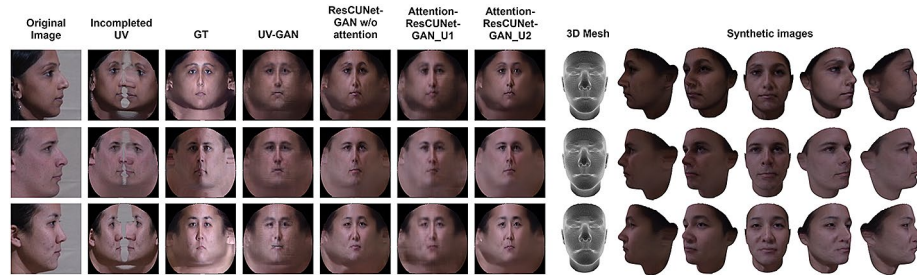 Original
Image
Incompleted
UV
GT
UV-GAN
ResCUNet-
GAN w/o
attention
Attention-
ResCUNet-
GAN_U1
Attention-
ResCUNet-
GAN_U2
3D Mesh
Synthetic images